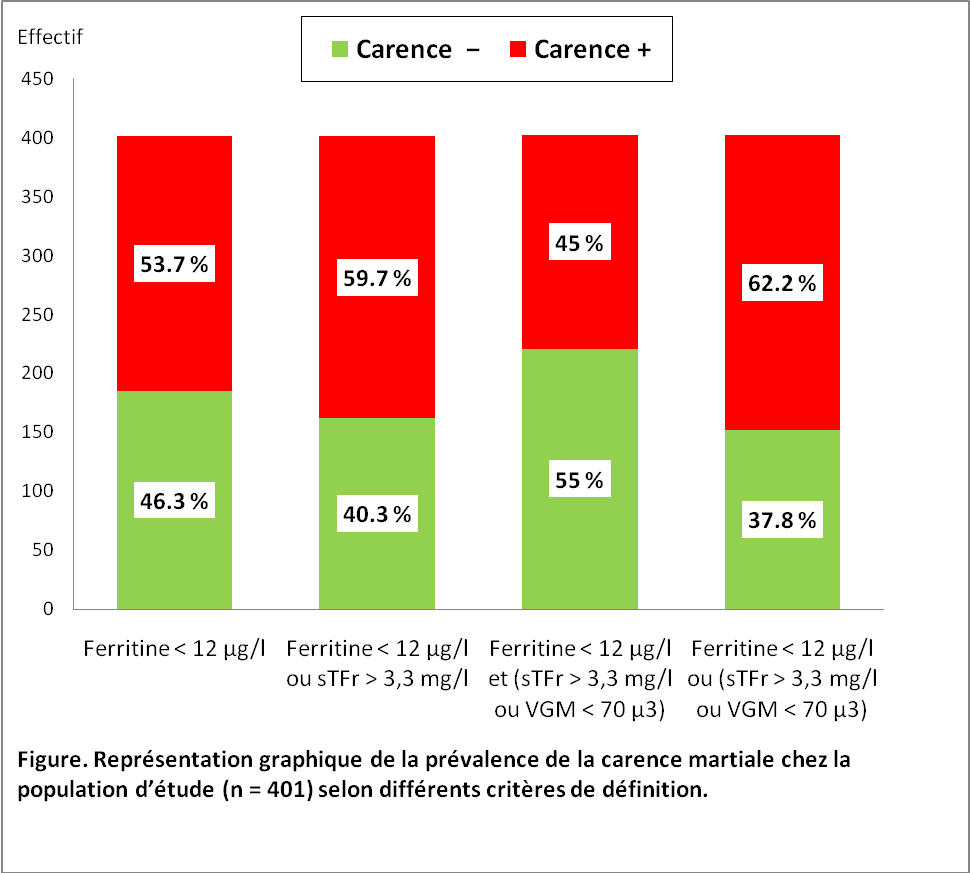 Effectif
Carence –
Carence +
450
400
350
300
250
200
150
100
50
0
53.7 %
59.7 %
45 %
62.2 %
46.3 %
40.3 %
55 %
37.8 %
Ferritine < 12 µg/l
Ferritine < 12 µg/l
ou sTFr > 3,3 mg/l
Ferritine < 12 µg/l
et (sTFr > 3,3 mg/l
ou VGM < 70 µ3)
Ferritine < 12 µg/l
ou (sTFr > 3,3 mg/l
ou VGM < 70 µ3)
Figure. Représentation graphique de la prévalence de la carence martiale chez la
population d’étude (n = 401) selon différents critères de définition.